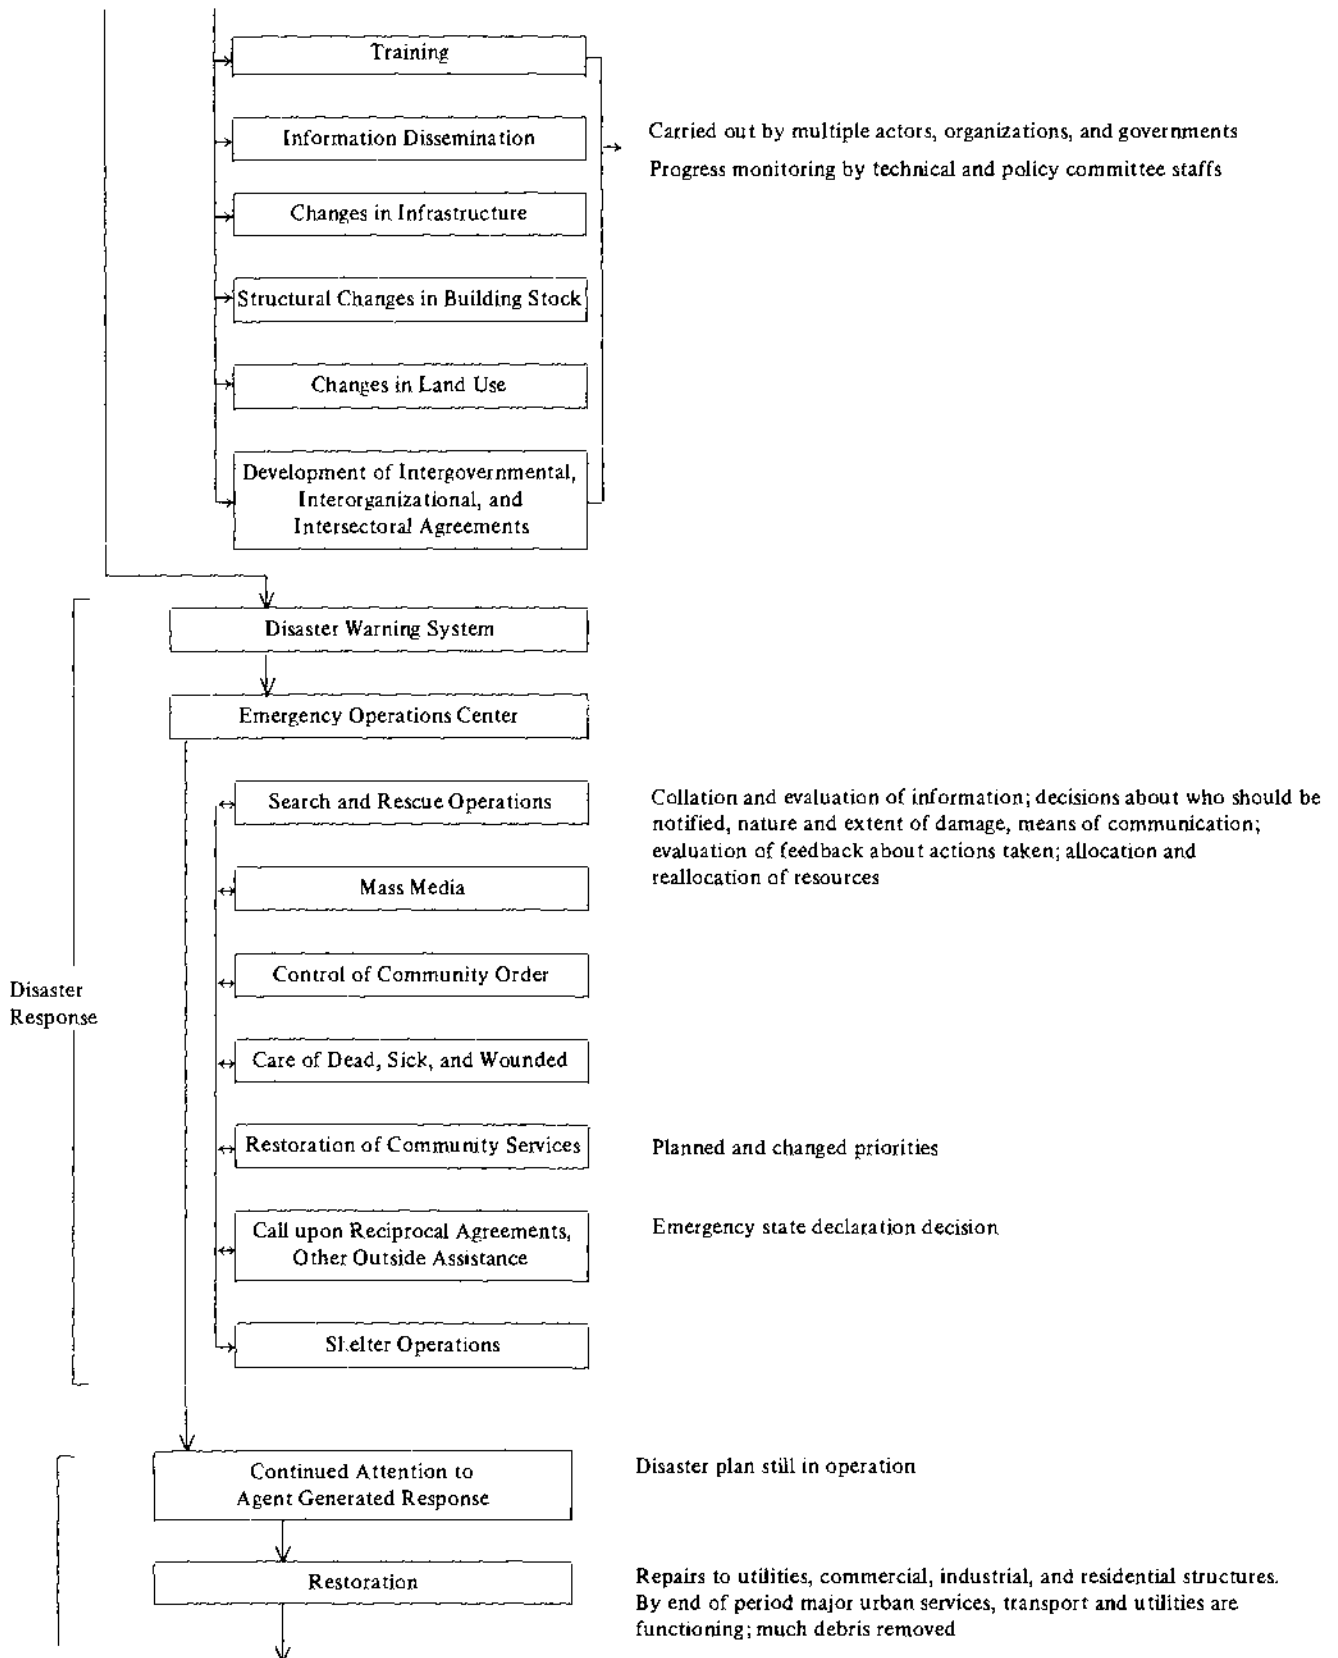 Training
Information Dissemination
Carried out by multiple actors, organizations, and governments
Progress monitoring by technical and policy committee staffs
Changes in Infrastructure
Structural Changes in Building Stock
Changes in Land Use
Development of Intergovernmental,
Interorganizational, and
Intersectoral Agreements
Disaster Warning System
Emergency Operations Center
Search and Rescue Operations
Collation and evaluation of information; decisions about who should be
notified, nature and extent of damage, means of communication;
evaluation of feedback about actions taken; allocation and
reallocation of resources
Mass Media
Control of Community Order
Disaster
Response
Care of Dead, Sick, and Wounded
Restoration of Community Services
Planned and changed priorities
Call upon Reciprocal Agreements,
Other Outside Assistance
Emergency state declaration decision
Shelter Operations
Continued Attention to
Agent Generated Response
Disaster plan still in operation
Restoration
Repairs to utilities, commercial, industrial, and residential structures.
By end of period major urban services, transport and utilities are
functioning; much debris removed